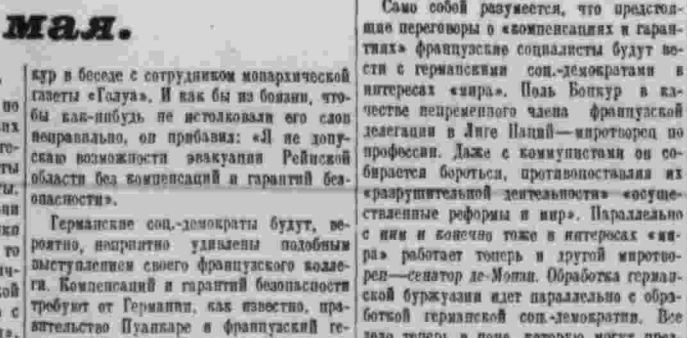 мая.
по
кур в беседе с сотрудником монархической
газеты «Голуа». И как бы из боязни, что-
бы как-нибудь не истолковали его слов
неправильно, он прибавил: «Я не допу-
скаю возможности эвакуации Рейнской
области без компенсаций и гарантий без-
опасности».
Германские соц.-демократы будут, ве-
роятно, неприятно удивлены подобным
выступлением своего французского колле-
ги. Компенсаций и гарантий безопасности
требуют от Германии, как известно, пра-
вительство Пуанкаре и французский ге-
Само собой разумеется, что предстоя-
щие переговоры о «компенсациях и гаран-
тиях» французские социалисты будут ве-
сти с германскими соц.-демократами в
интересах «мира». Поль Бонкур в ка-
честве непременного члена французской
делегации в Лиге Наций—миротворец по
профессии. Даже с коммунистами он со-
бирается бороться, противопоставляя их
«разрушительной деятельности» «осуще-
ствленные реформы и мир». Параллельно
с ним и конечно тоже в интересах «ми-
ра» работает теперь и другой миротво-
рец—сенатор де-Монзи. Обработка герман-
ской буржуазии идет параллельно с обра-
боткой германской соц.-демократии. Все